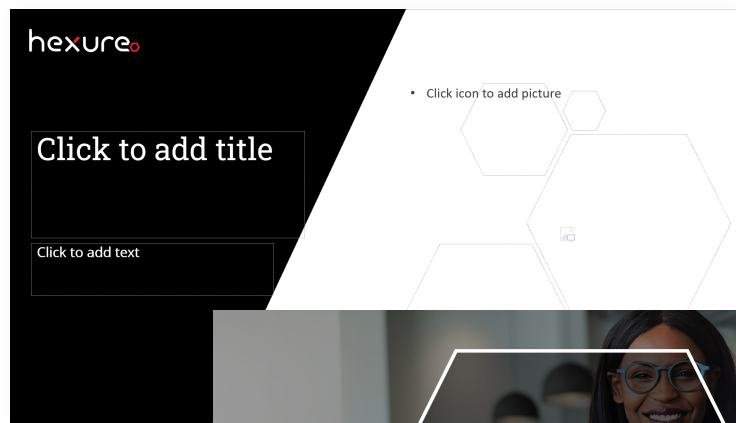 hexure
Click to add title
Click to add text
• Click icon to add picture